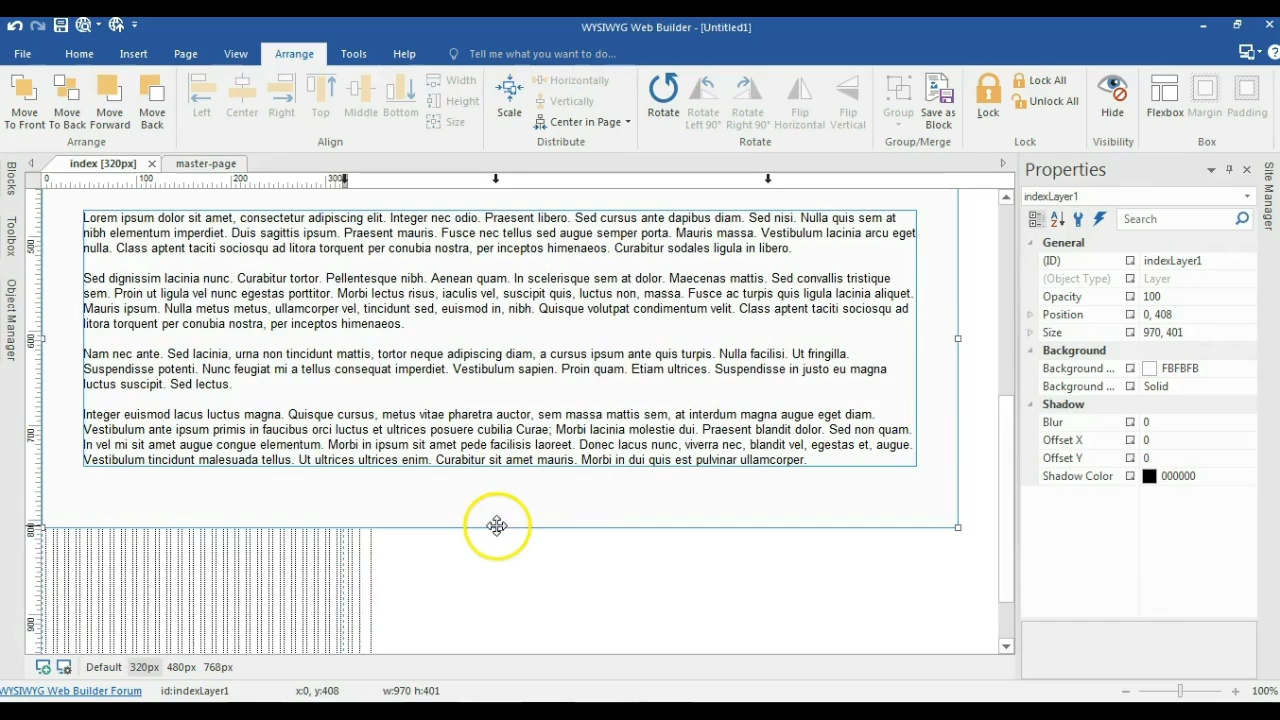 WYSIWYG Web Builder - [Untitled1]
File Home Insert Page View Arrange Tools Help Tell me what you want to do...
Move To Front Move To Back Move Forward Move Back
Arrange
Left Center Right Top Middle Bottom Width Height Size
Align
Scale Horizontally Vertically Center in Page
Distribute
Rotate Rotate Left 90° Rotate Right 90° Flip Horizontal Flip Vertical
Rotate
Group Save as Block
Group/Merge
Lock Lock All Unlock All
Lock
Hide
Visibility
Flexbox Margin Padding
Box
Blocks
Toolbox
Object Manager
index [320px] master-page
0 100 200 300
500
600
700
800
900
Lorem ipsum dolor sit amet, consectetur adipiscing elit. Integer nec odio. Praesent libero. Sed cursus ante dapibus diam. Sed nisi. Nulla quis sem at
nibh elementum imperdiet. Duis sagittis ipsum. Praesent mauris. Fusce nec tellus sed augue semper porta. Mauris massa. Vestibulum lacinia arcu eget
nulla. Class aptent taciti sociosqu ad litora torquent per conubia nostra, per inceptos himenaeos. Curabitur sodales ligula in libero.
Sed dignissim lacinia nunc. Curabitur tortor. Pellentesque nibh. Aenean quam. In scelerisque sem at dolor. Maecenas mattis. Sed convallis tristique
sem. Proin ut ligula vel nunc egestas porttitor. Morbi lectus risus, iaculis vel, suscipit quis, luctus non, massa. Fusce ac turpis quis ligula lacinia aliquet.
Mauris ipsum. Nulla metus metus, ullamcorper vel, tincidunt sed, euismod in, nibh. Quisque volutpat condimentum velit. Class aptent taciti sociosqu ad
litora torquent per conubia nostra, per inceptos himenaeos.
Nam nec ante. Sed lacinia, urna non tincidunt mattis, tortor neque adipiscing diam, a cursus ipsum ante quis turpis. Nulla facilisi. Ut fringilla.
Suspendisse potenti. Nunc feugiat mi a tellus consequat imperdiet. Vestibulum sapien. Proin quam. Etiam ultrices. Suspendisse in justo eu magna
luctus suscipit. Sed lectus.
Integer euismod lacus luctus magna. Quisque cursus, metus vitae pharetra auctor, sem massa mattis sem, at interdum magna augue eget diam.
Vestibulum ante ipsum primis in faucibus orci luctus et ultrices posuere cubilia Curae; Morbi lacinia molestie dui. Praesent blandit dolor. Sed non quam.
In vel mi sit amet augue congue elementum. Morbi in ipsum sit amet pede facilisis laoreet. Donec lacus nunc, viverra nec, blandit vel, egestas et, augue.
Vestibulum tincidunt malesuada tellus. Ut ultrices ultrices enim. Curabitur sit amet mauris. Morbi in dui quis est pulvinar ullamcorper.
Properties
indexLayer1
Search
General
(ID) indexLayer1
(Object Type) Layer
Opacity 100
Position 0, 408
Size 970, 401
Background
Background ... FBFBFB
Background ... Solid
Shadow
Blur 0
Offset X 0
Offset Y 0
Shadow Color 000000
Site Manager
Default 320px 480px 768px
WYSIWYG Web Builder Forum id:indexLayer1 x:0, y:408 w:970 h:401 100%